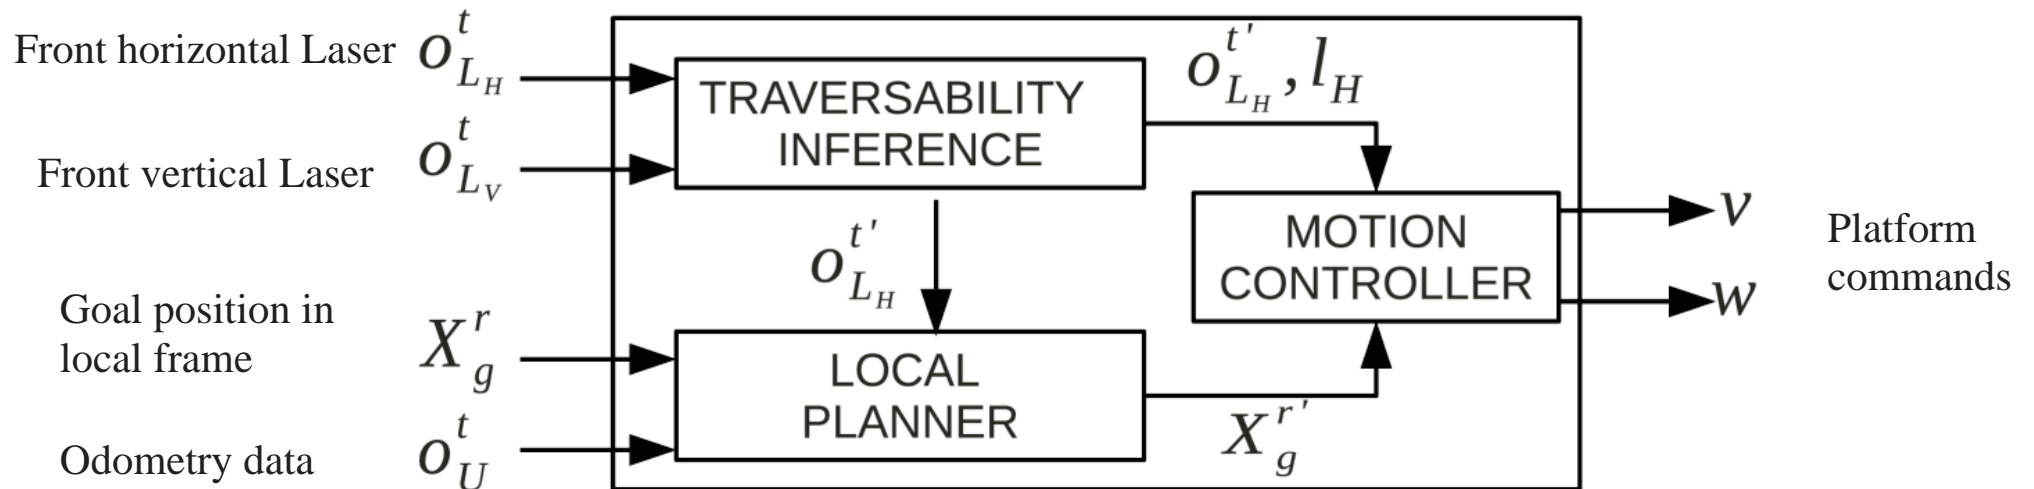 Front horizontal Laser o^t_{L_H}
Front vertical Laser o^t_{L_V}
Goal position in
local frame
X^r_g
Odometry data o^t_U
TRAVERSABILITY
INFERENCE
o^{t'}_{L_H}, l_H
o^{t'}_{L_H}
LOCAL
PLANNER
X^{r'}_g
MOTION
CONTROLLER
v
w
Platform
commands